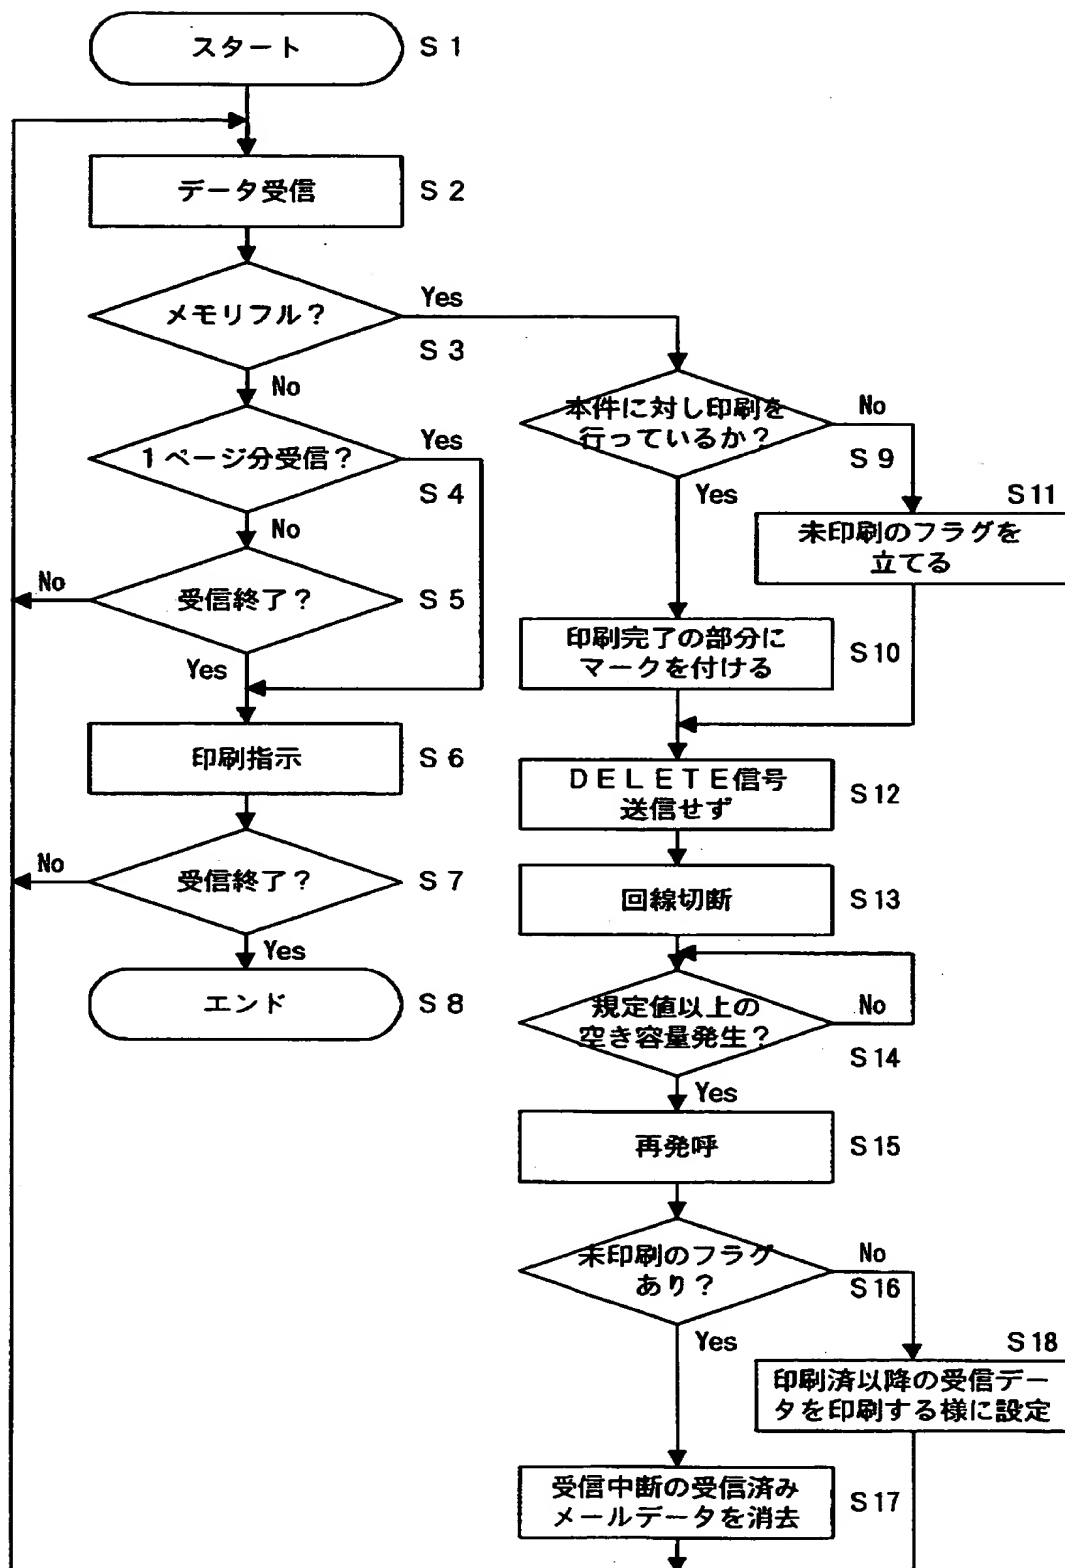 スタート
S1
データ受信
S2
メモリフル？
Yes
S3
No
1ページ分受信？
Yes
S4
No
受信終了？
No
S5
Yes
印刷指示
S6
受信終了？
No
S7
Yes
エンド
S8
本件に対し印刷を
行っているか？
No
S9
Yes
S11
未印刷のフラグを
立てる
印刷完了の部分に
マークを付ける
S10
DELETE信号
送信せず
S12
回線切断
S13
規定値以上の
空き容量発生？
No
S14
Yes
再発呼
S15
未印刷のフラグ
あり？
No
S16
Yes
S18
印刷済以降の受信デー
タを印刷する様に設定
受信中断の受信済み
メールデータを消去
S17